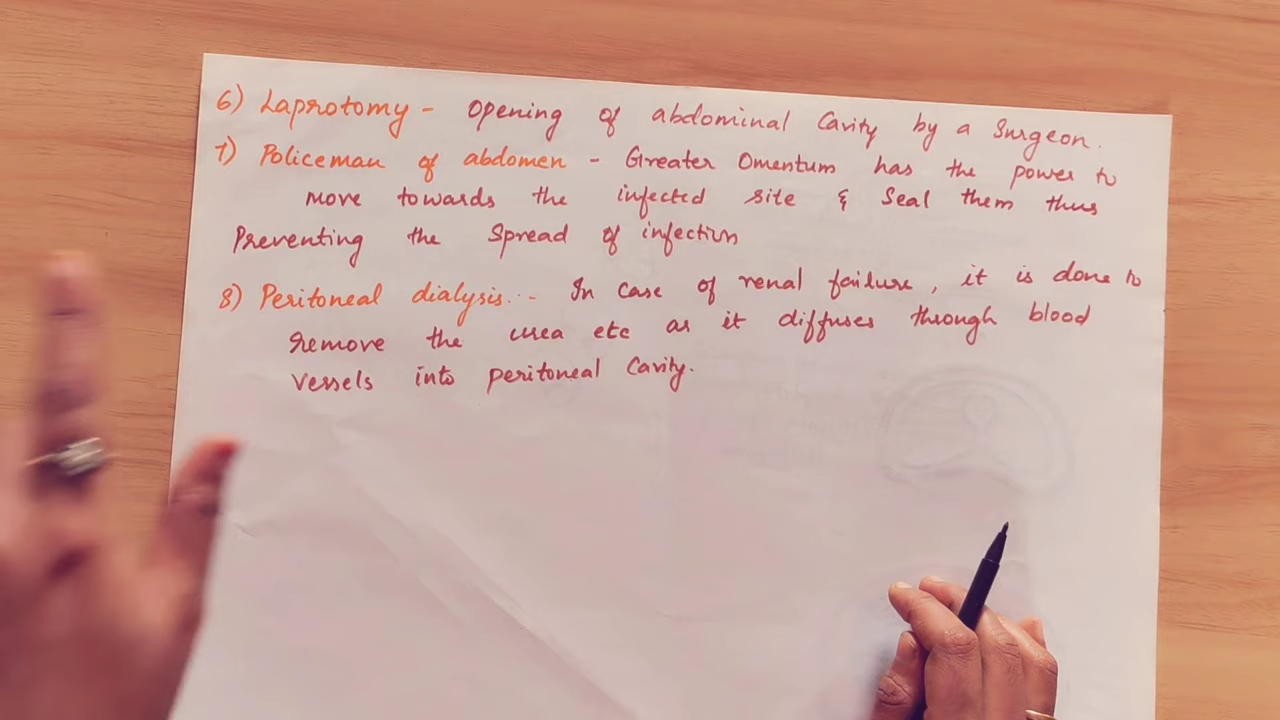 6) Laprotomy - Opening of abdominal Cavity by a Surgeon.
7) Policeman of abdomen - Greater Omentum has the power to
move towards the infected site & Seal them thus
Preventing the Spread of infection
8) Peritoneal dialysis..- In case of renal failure, it is done to
remove the urea etc as it diffuses through blood
vessels into peritoneal Cavity.